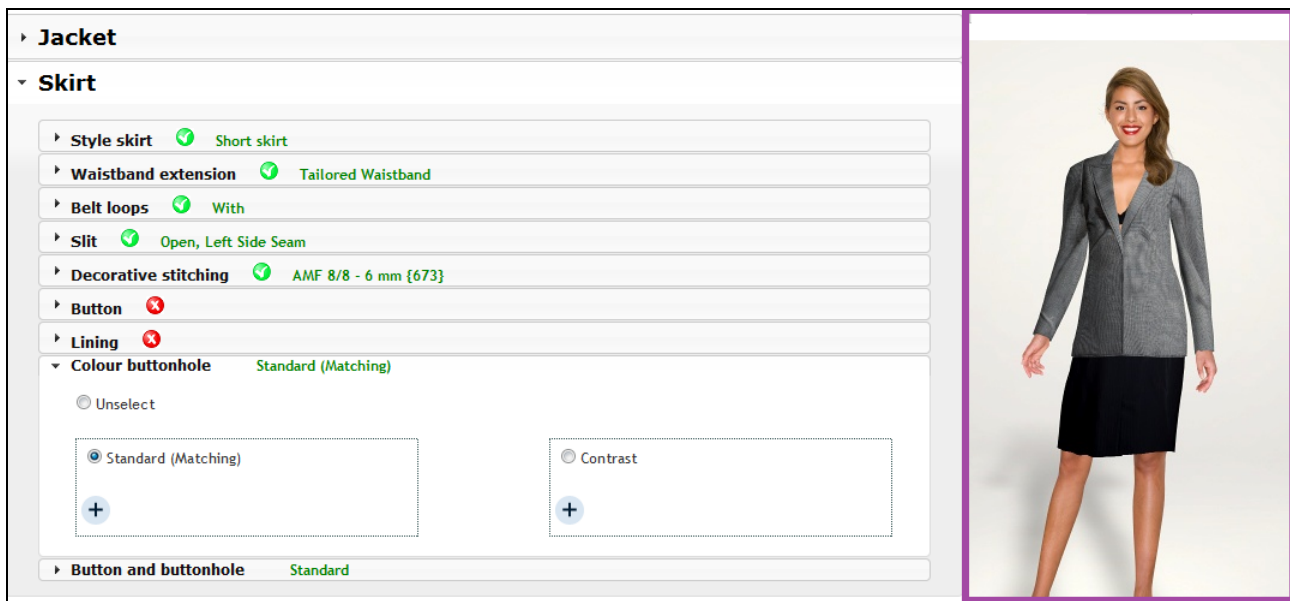 Jacket
Skirt
Style skirt Short skirt
Waistband extension Tailored Waistband
Belt loops With
Slit Open, Left Side Seam
Decorative stitching AMF 8/8 - 6 mm {673}
Button
Lining
Colour buttonhole Standard (Matching)
Unselect
Standard (Matching) Contrast
+ +
Button and buttonhole Standard